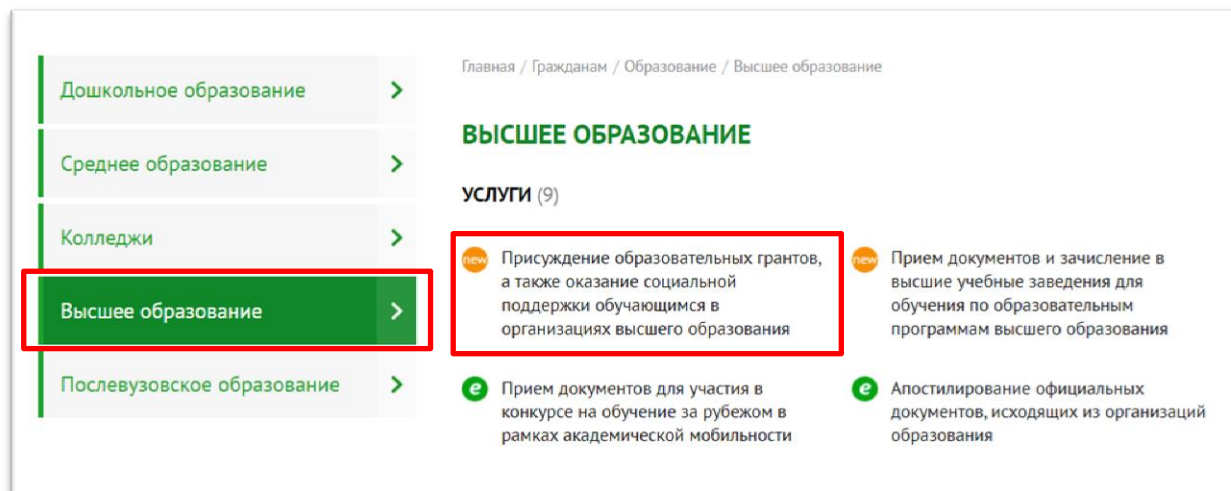 Дошкольное образование
Среднее образование
Колледжи
Высшее образование
Послевузовское образование
Главная / Гражданам / Образование / Высшее образование
ВЫСШЕЕ ОБРАЗОВАНИЕ
УСЛУГИ (9)
new
Присуждение образовательных грантов,
а также оказание социальной
поддержки обучающимся в
организациях высшего образования
new
Прием документов и зачисление в
высшие учебные заведения для
обучения по образовательным
программам высшего образования
e
Прием документов для участия в
конкурсе на обучение за рубежом в
рамках академической мобильности
e
Апостилирование официальных
документов, исходящих из организаций
образования